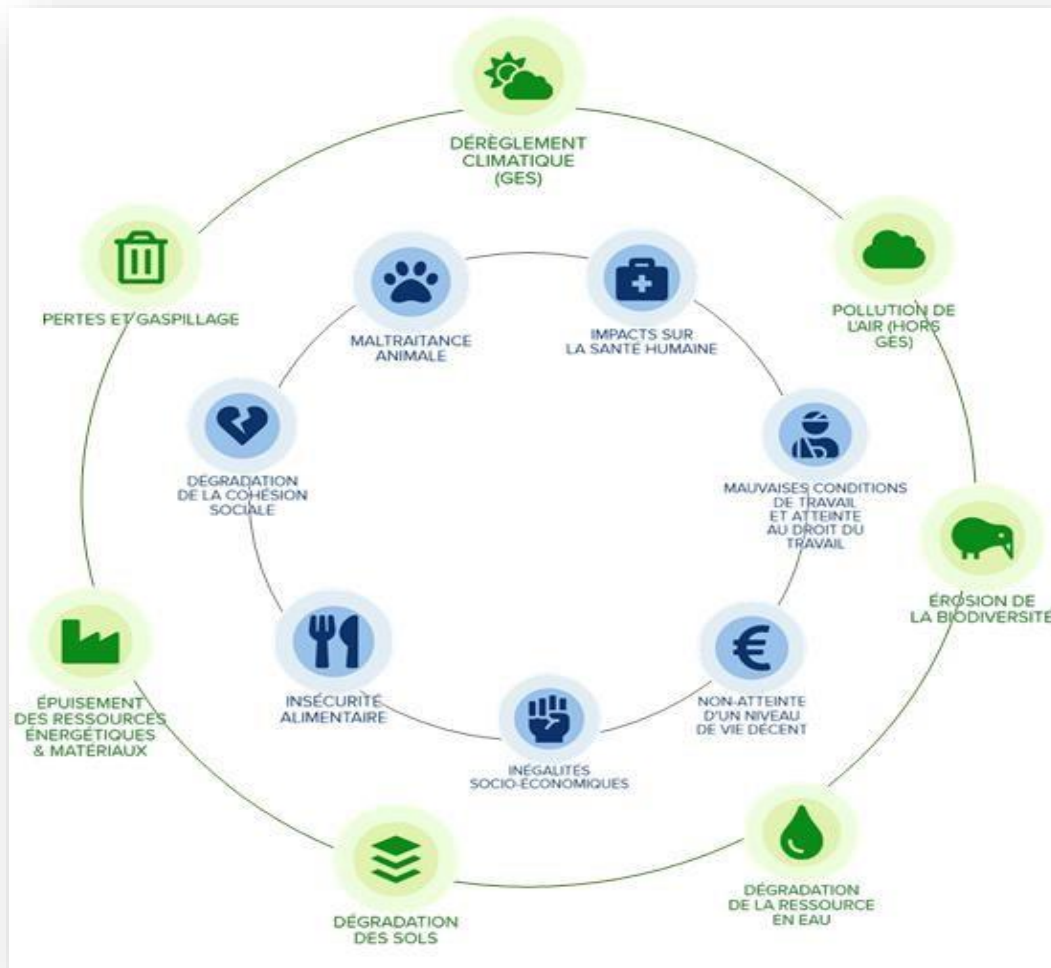 DÉRÈGLEMENT
CLIMATIQUE
(GES)
POLLUTION DE
L'AIR (HORS
GES)
ÉROSION DE
LA BIODIVERSITÉ
DÉGRADATION
DE LA RESSOURCE
EN EAU
DÉGRADATION
DES SOLS
ÉPUISEMENT
DES RESSOURCES
ÉNERGÉTIQUES
& MATÉRIAUX
PERTES ET GASPILLAGE
MALTRAITANCE
ANIMALE
IMPACTS SUR
LA SANTÉ HUMAINE
MAUVAISES CONDITIONS
DE TRAVAIL
ET ATTEINTE
AU DROIT DU
TRAVAIL
NON-ATTEINTE
D'UN NIVEAU
DE VIE DÉCENT
INÉGALITÉS
SOCIO-ÉCONOMIQUES
INSÉCURITÉ
ALIMENTAIRE
DÉGRADATION
DE LA COHÉSION
SOCIALE